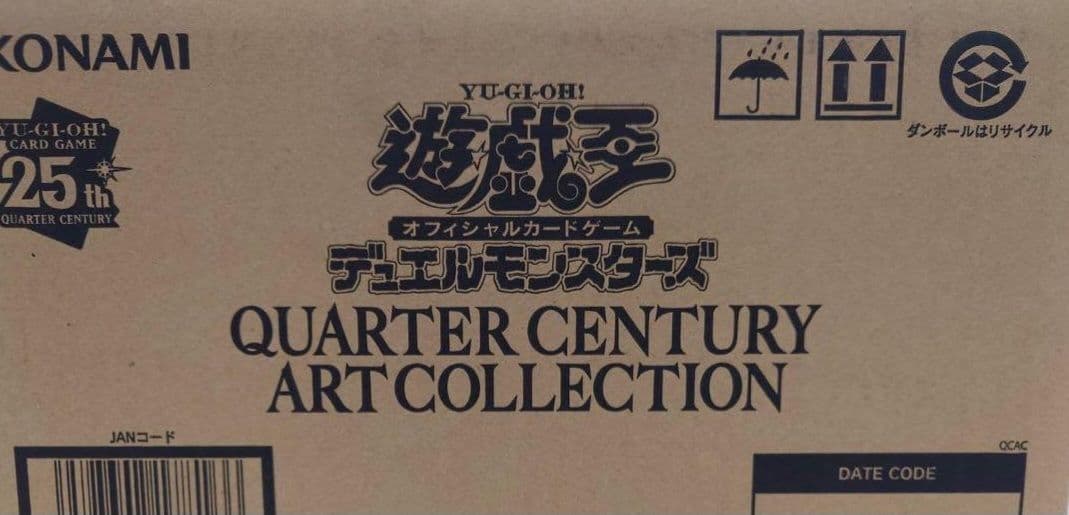 KONAMI
YU-GI-OH!
CARD GAME
25th
QUARTER CENTURY
YU-GI-OH!
遊戯王
オフィシャルカードゲーム
デュエルモンスターズ
QUARTER CENTURY
ART COLLECTION
ダンボールはリサイクル
JANコード
QCAC
DATE CODE